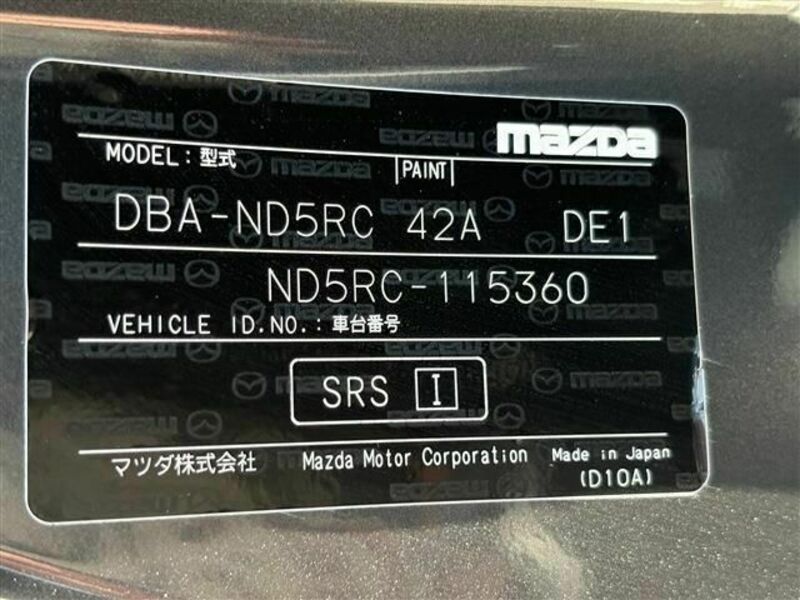 mazda
MODEL：型式 PAINT
DBA-ND5RC 42A DE1
ND5RC-115360
VEHICLE ID.NO.：車台番号
SRS I
マツダ株式会社 Mazda Motor Corporation Made in Japan
(D10A)